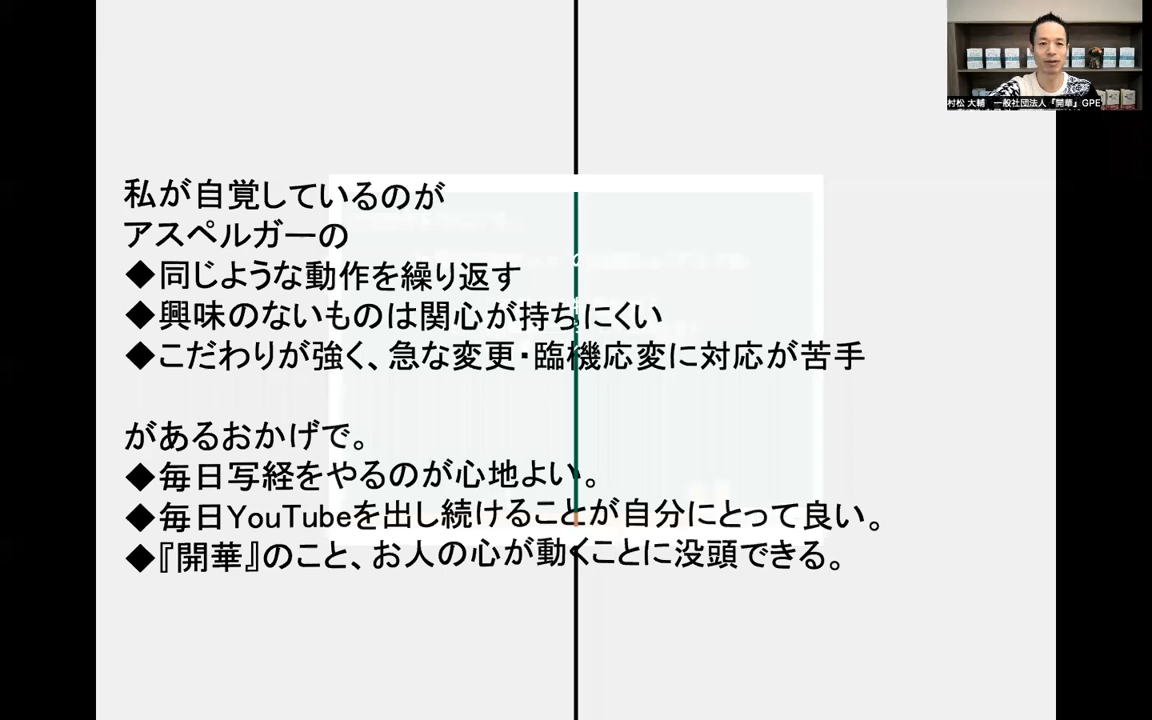 村松 大輔 一般社団法人『開華』GPE
私が自覚しているのが
アスペルガーの
◆同じような動作を繰り返す
◆興味のないものは関心が持ちにくい
◆こだわりが強く、急な変更・臨機応変に対応が苦手
があるおかげで。
◆毎日写経をやるのが心地よい。
◆毎日YouTubeを出し続けることが自分にとって良い。
◆『開華』のこと、お人の心が動くことに没頭できる。